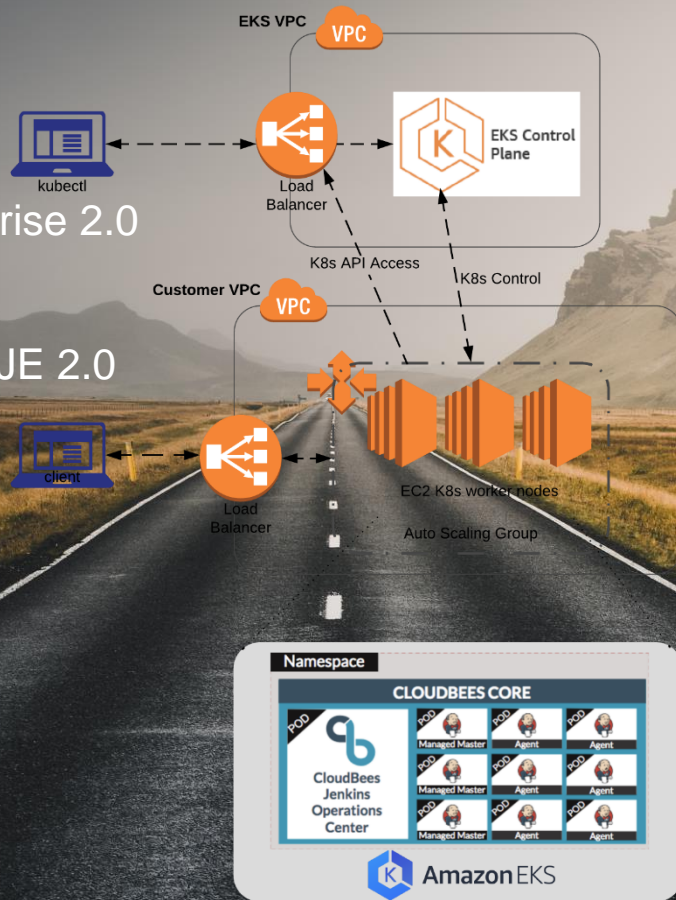 EKS VPC
VPC
EKS Control
Plane
kubectl
Load
Balancer
rise 2.0
K8s API Access
K8s Control
Customer VPC
VPC
JE 2.0
client
Load
Balancer
EC2 K8s worker nodes
Auto Scaling Group
Namespace
CLOUDBEES CORE
POD
CloudBees
Jenkins
Operations
Center
POD
Managed Master
POD
Agent
POD
Agent
POD
Managed Master
POD
Agent
POD
Agent
POD
Managed Master
POD
Agent
POD
Agent
Amazon EKS